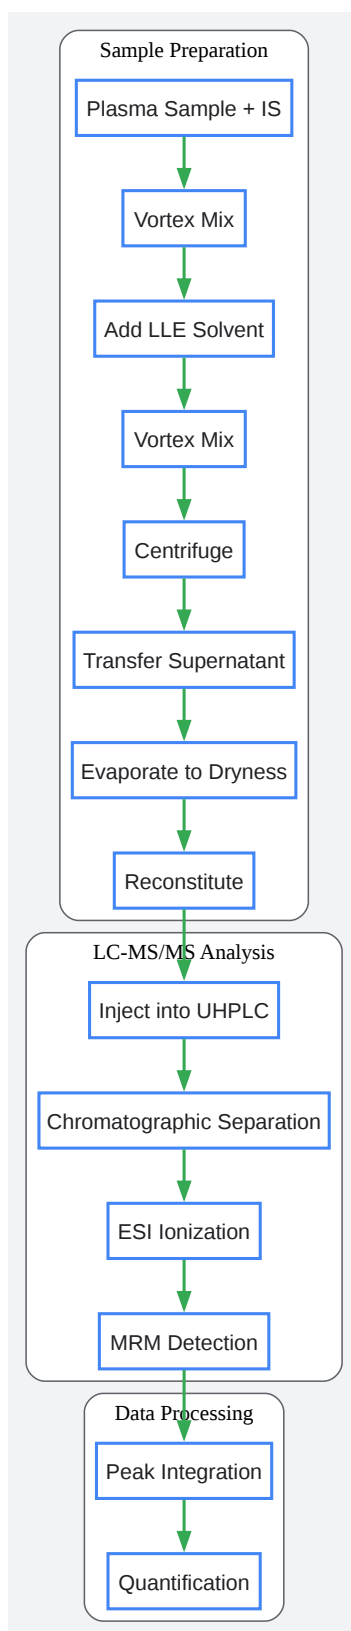 Sample Preparation
Plasma Sample + IS
Vortex Mix
Add LLE Solvent
Vortex Mix
Centrifuge
Transfer Supernatant
Evaporate to Dryness
Reconstitute
LC-MS/MS Analysis
Inject into UHPLC
Chromatographic Separation
ESI Ionization
MRM Detection
Data Processing
Peak Integration
Quantification